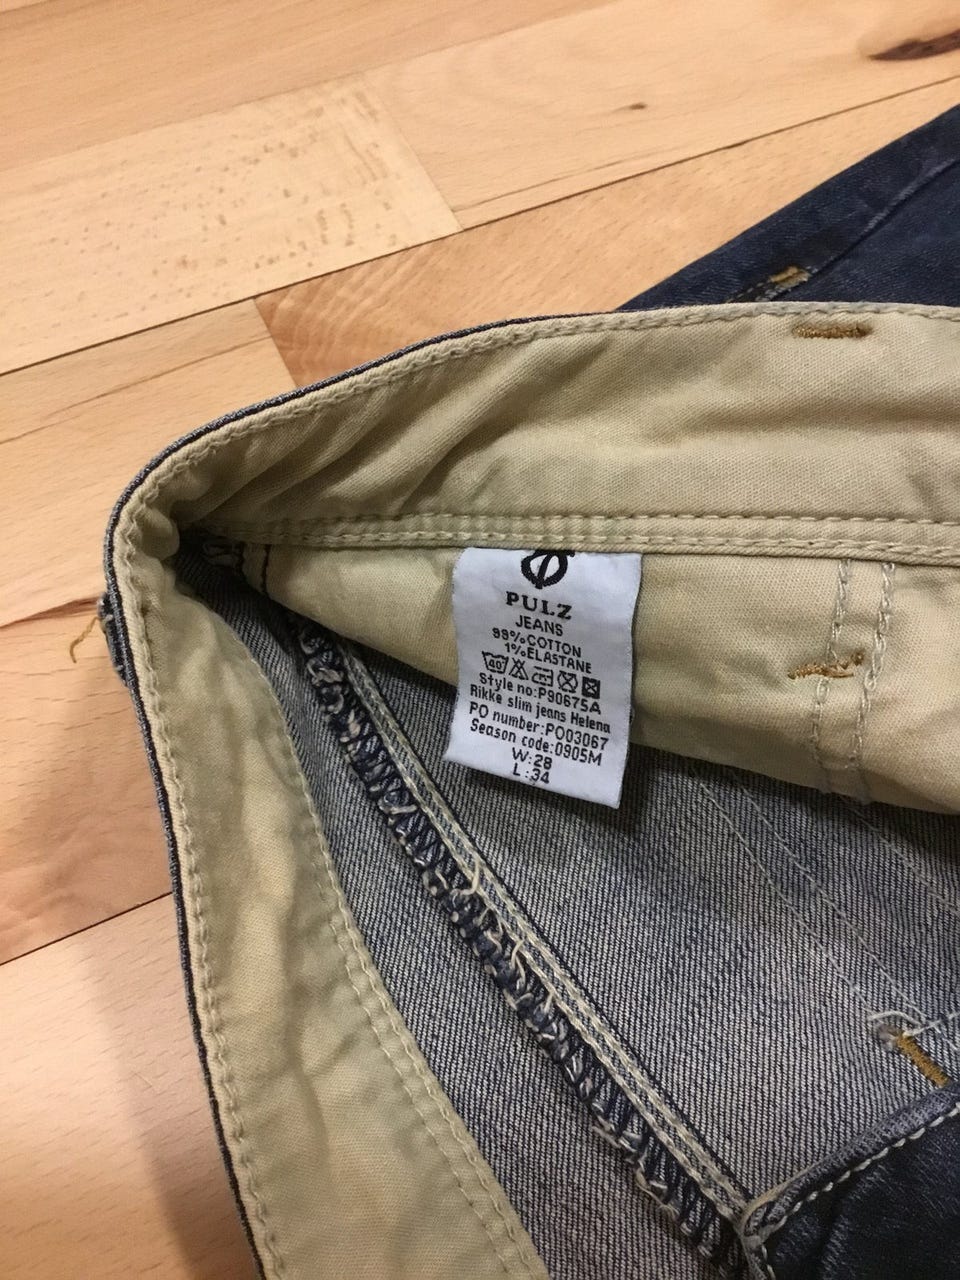 PULZ
JEANS
99%COTTON
1%ELASTANE
40
Style no:P90675A
Rikke slim jeans Helena
PO number:PO03067
Season code:0905M
W:28
L:34